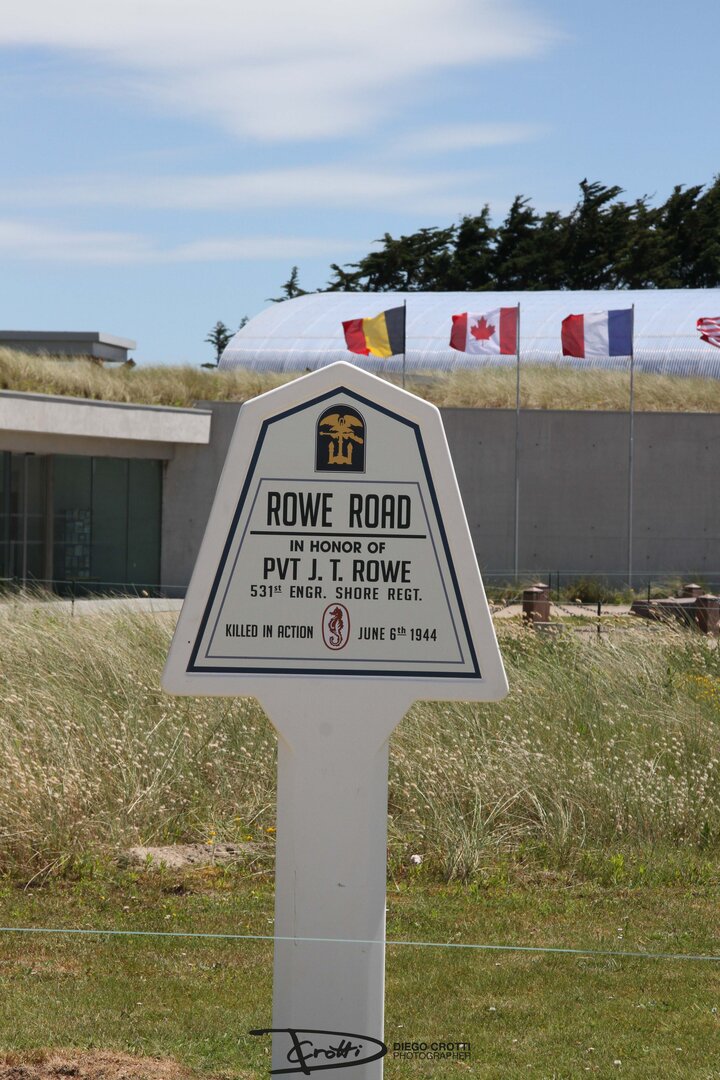 ROWE ROAD
IN HONOR OF
PVT J. T. ROWE
531st ENGR. SHORE REGT.
KILLED IN ACTION JUNE 6th 1944
DCrotti DIEGO CROTTI
PHOTOGRAPHER